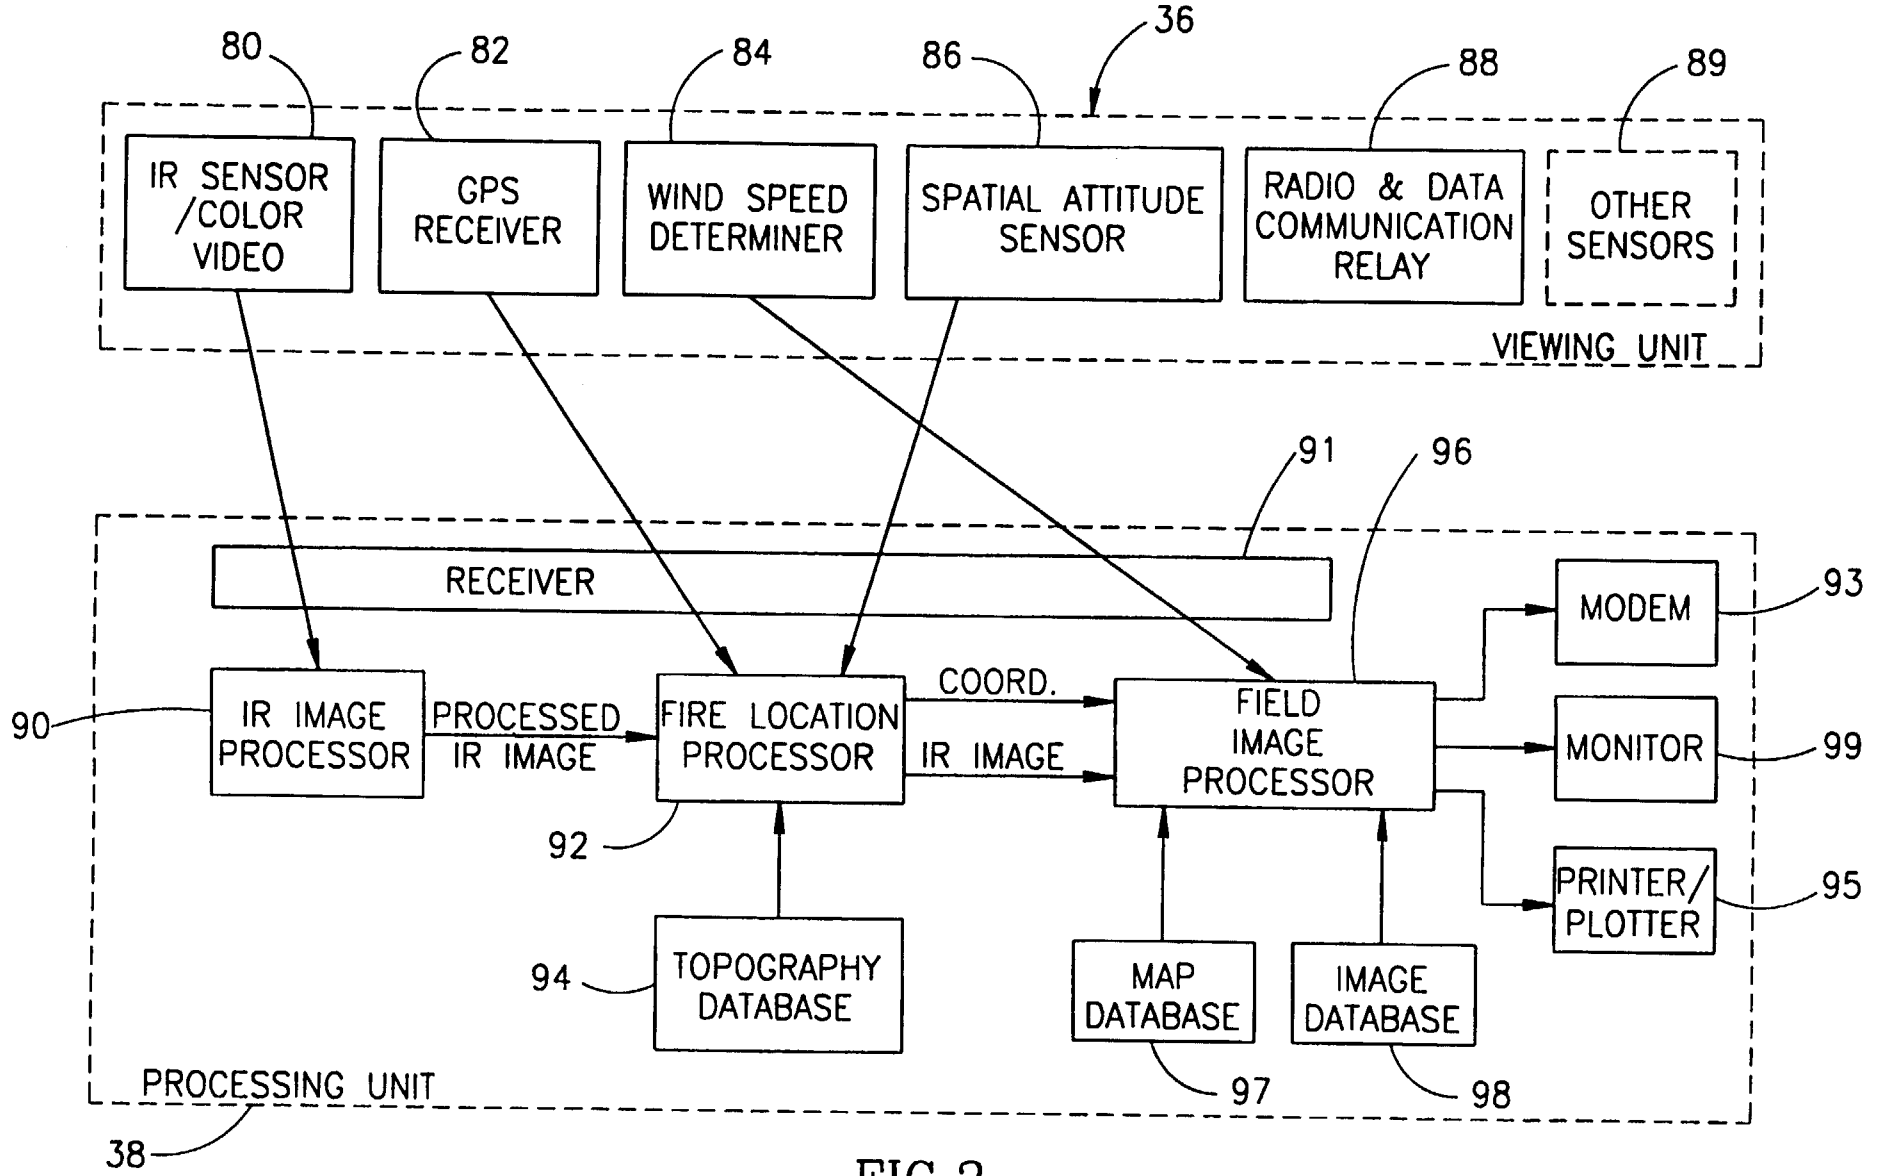 36
80
82
84
86
88
89
IR SENSOR
/COLOR
VIDEO
GPS
RECEIVER
WIND SPEED
DETERMINER
SPATIAL ATTITUDE
SENSOR
RADIO & DATA
COMMUNICATION
RELAY
OTHER
SENSORS
VIEWING UNIT
91
96
RECEIVER
MODEM
93
90
IR IMAGE
PROCESSOR
PROCESSED
IR IMAGE
FIRE LOCATION
PROCESSOR
COORD.
IR IMAGE
FIELD
IMAGE
PROCESSOR
MONITOR
99
92
PRINTER/
PLOTTER
95
94
TOPOGRAPHY
DATABASE
MAP
DATABASE
IMAGE
DATABASE
97
98
PROCESSING UNIT
38
FIG.2